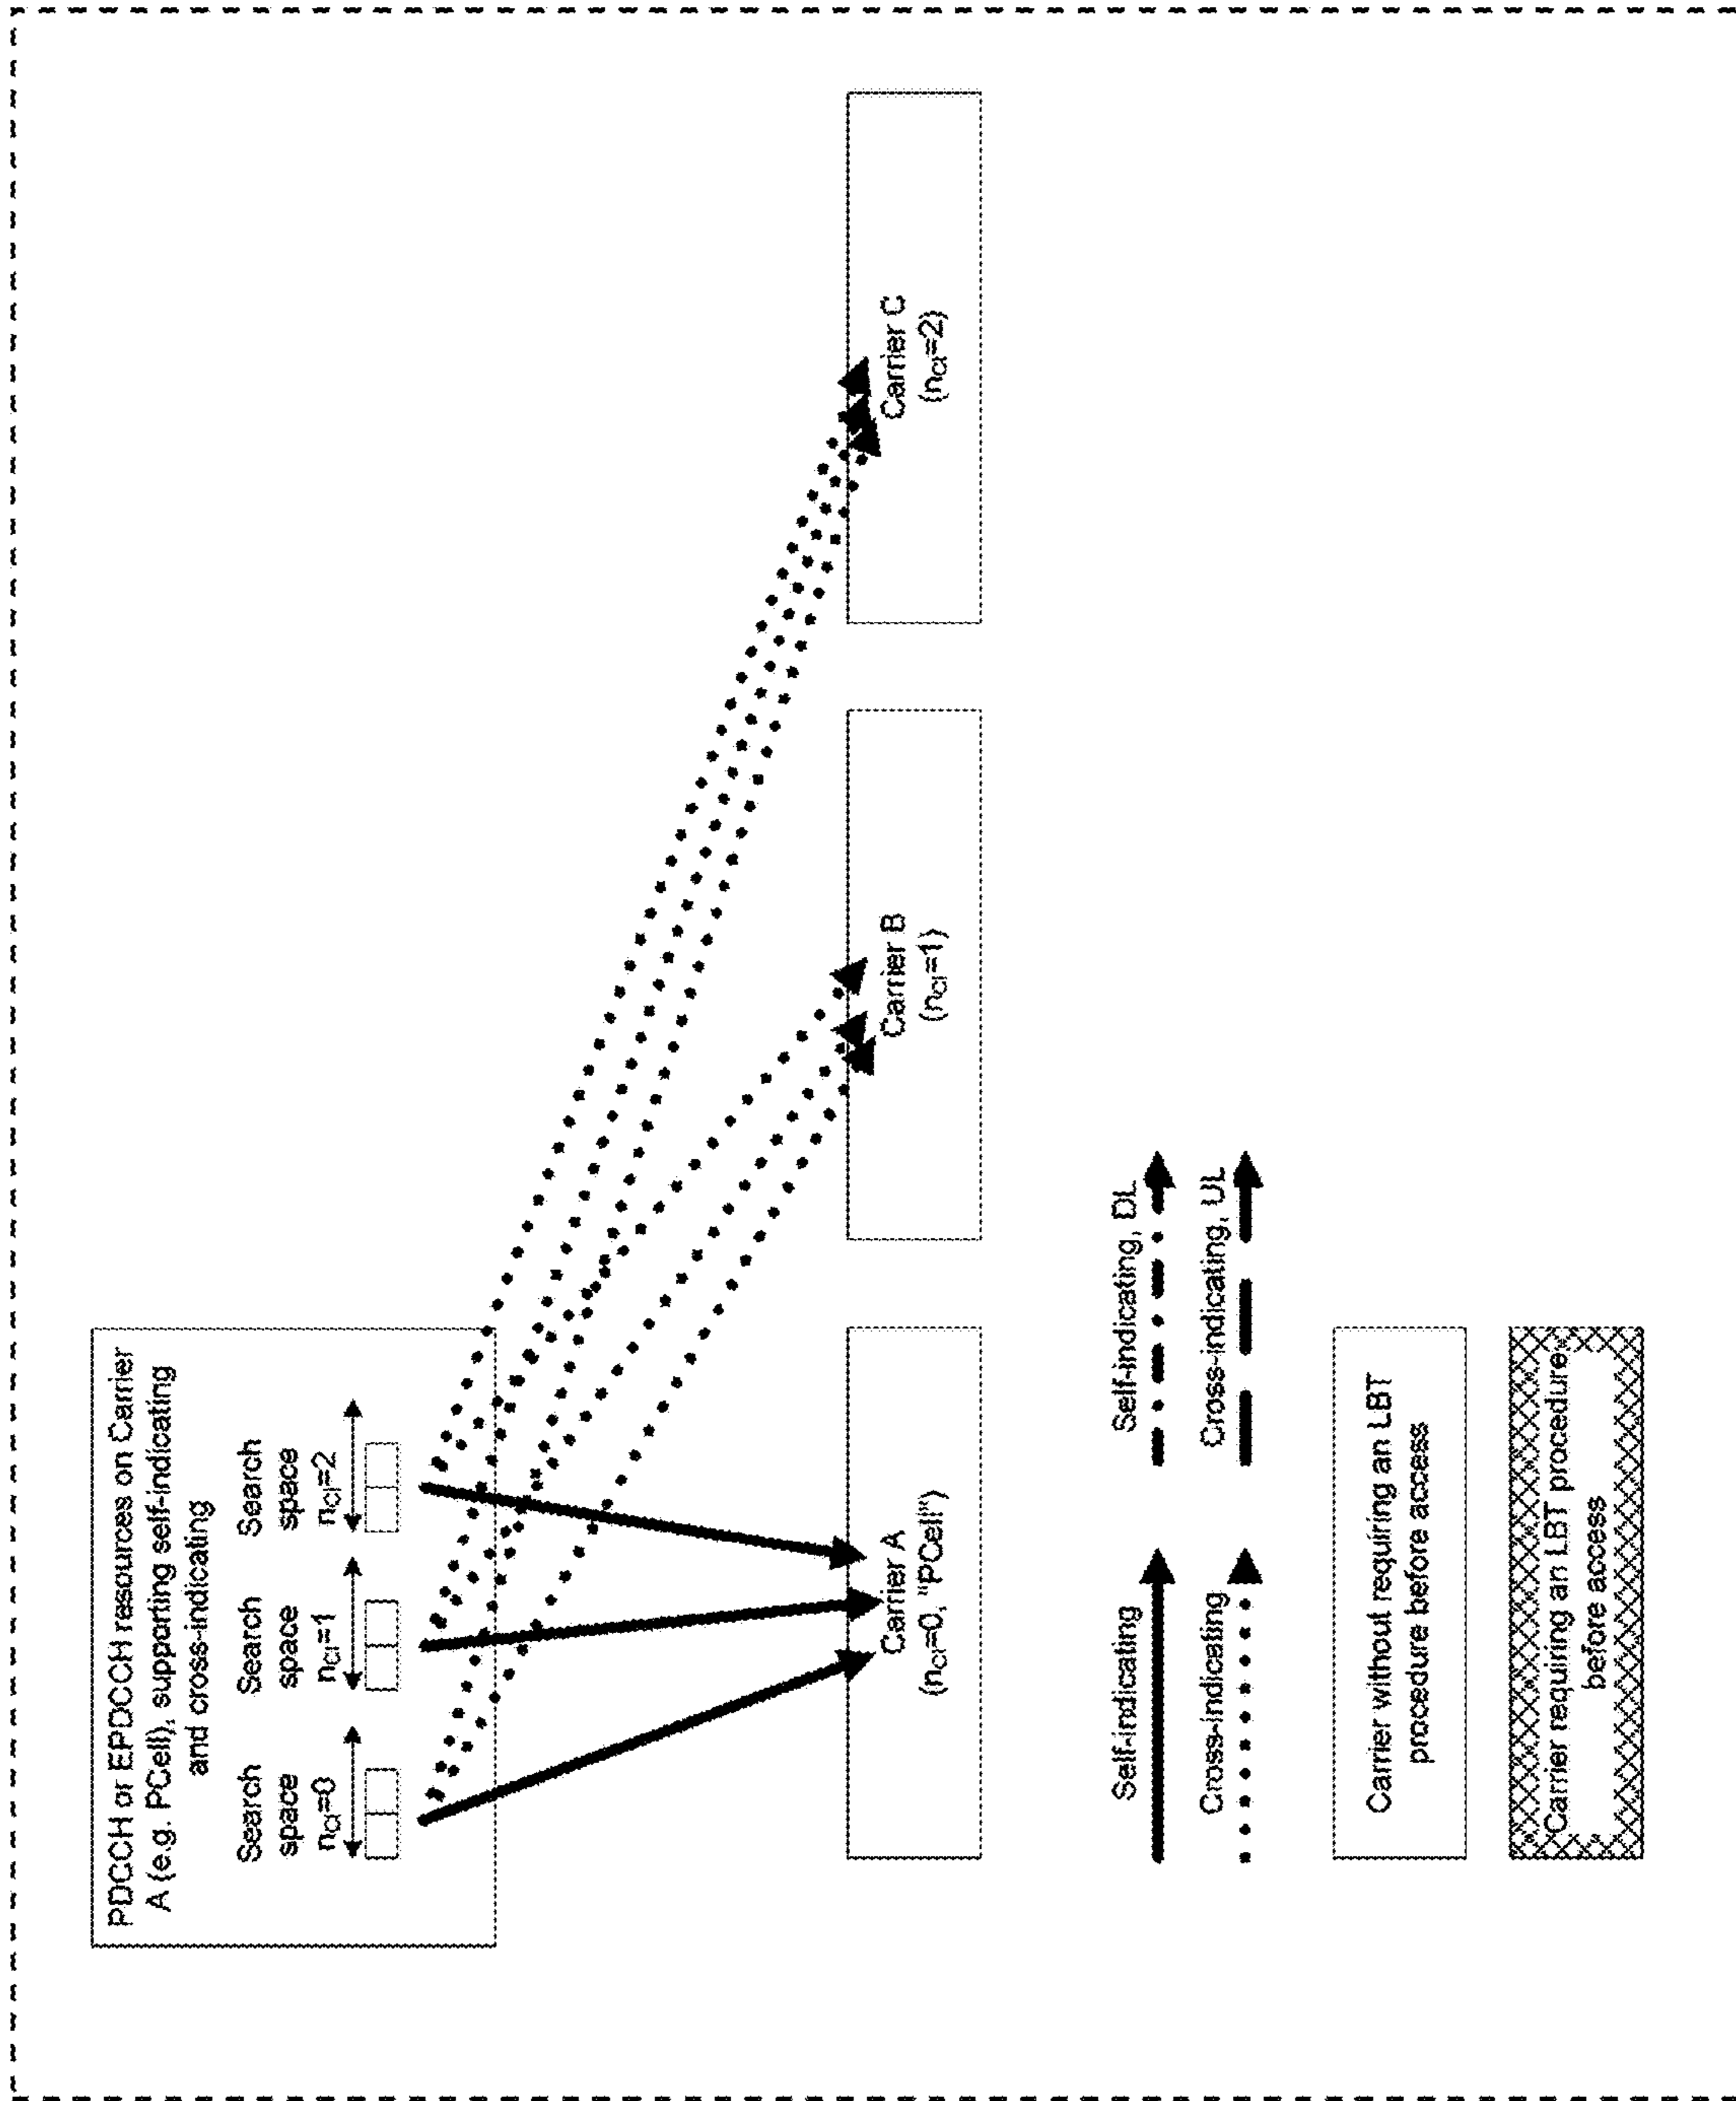 PDCCH or EPDCCH resources on Carrier
A (e.g. PCell), supporting self-indicating
and cross-indicating
Search
space
nCI=0
Search
space
nCI=1
Search
space
nCI=2
Carrier A
(nCI=0, "PCell")
Carrier B
(nCI=1)
Carrier C
(nCI=2)
Self-indicating
Self-indicating, DL
Cross-indicating
Cross-indicating, UL
Carrier without requiring an LBT
procedure before access
Carrier requiring an LBT procedure
before access